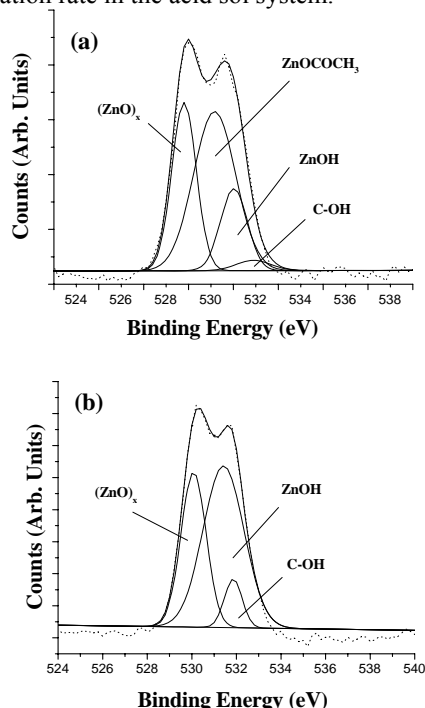 ation rate in the acid sol system.
(a)
ZnOCOCH₃
(ZnO)ₓ
ZnOH
C-OH
Counts (Arb. Units)
524 526 528 530 532 534 536 538
Binding Energy (eV)
(b)
(ZnO)ₓ
ZnOH
C-OH
Counts (Arb. Units)
524 526 528 530 532 534 536 538 540
Binding Energy (eV)